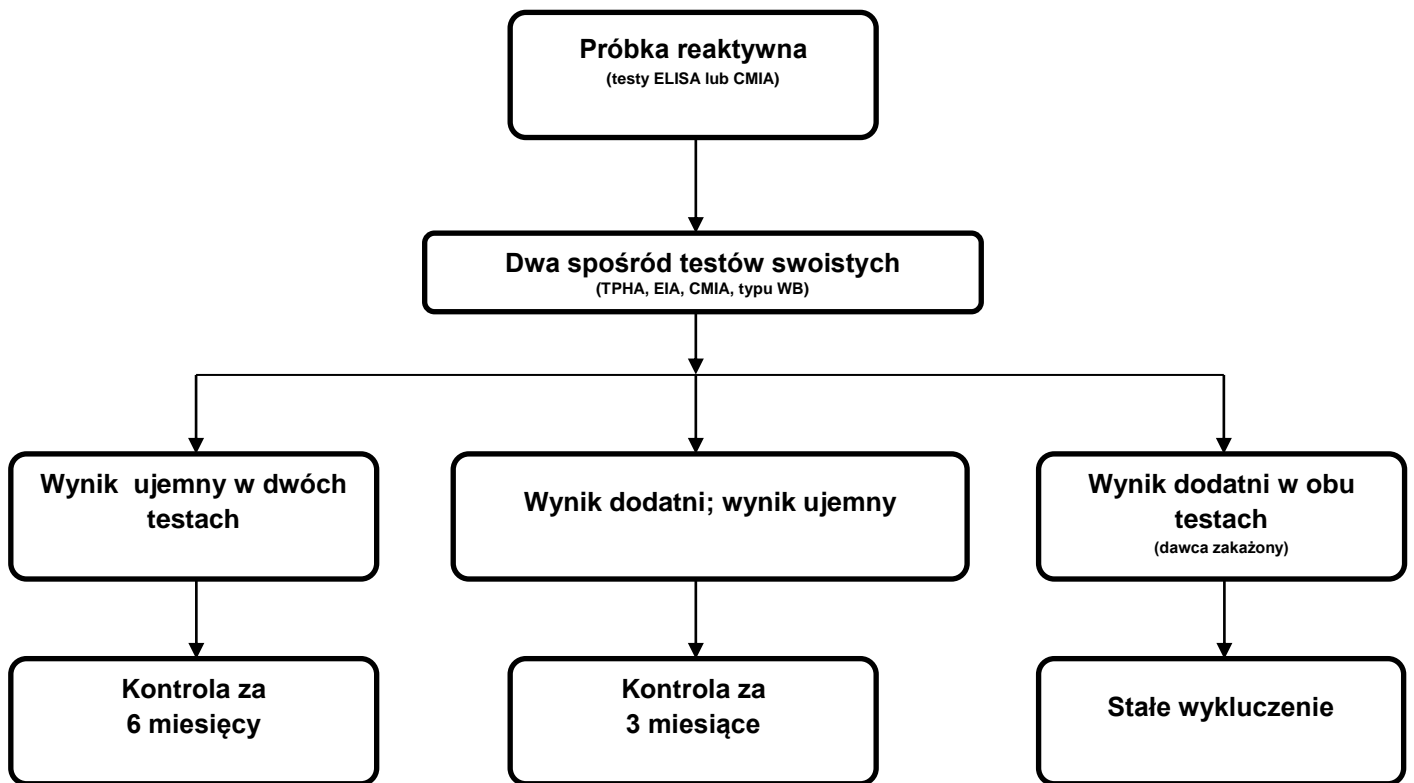 Próbka reaktywna
(testy ELISA lub CMIA)
Dwa spośród testów swoistych
(TPHA, EIA, CMIA, typu WB)
Wynik ujemny w dwóch
testach
Wynik dodatni; wynik ujemny
Wynik dodatni w obu
testach
(dawca zakażony)
Kontrola za
6 miesięcy
Kontrola za
3 miesiące
Stałe wykluczenie